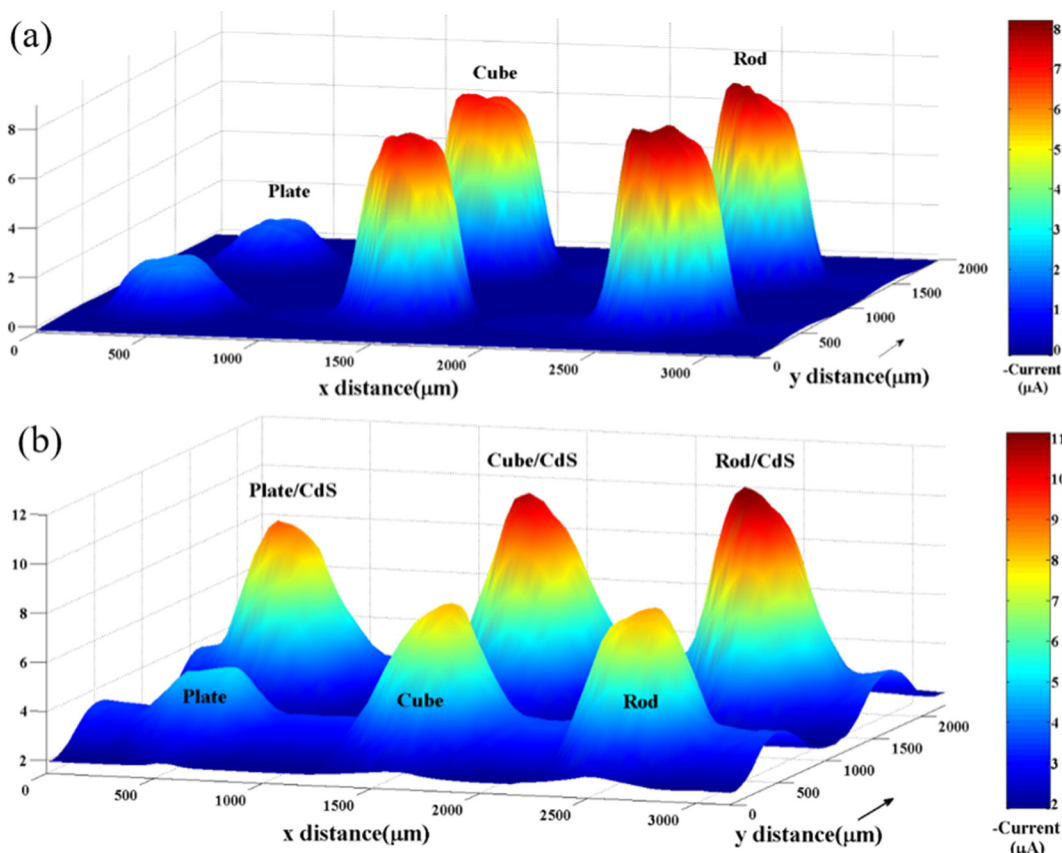 (a)
Cube
Rod
Plate
8
6
4
2
0
0
500
1000
1500
2000
2500
3000
x distance(μm)
0
500
1000
1500
2000
y distance(μm)
8
7
6
5
4
3
2
1
0
-Current
(μA)
(b)
Plate/CdS
Cube/CdS
Rod/CdS
Plate
Cube
Rod
12
10
8
6
4
2
0
500
1000
1500
2000
2500
3000
x distance(μm)
0
500
1000
1500
2000
y distance(μm)
11
10
9
8
7
6
5
4
3
2
-Current
(μA)